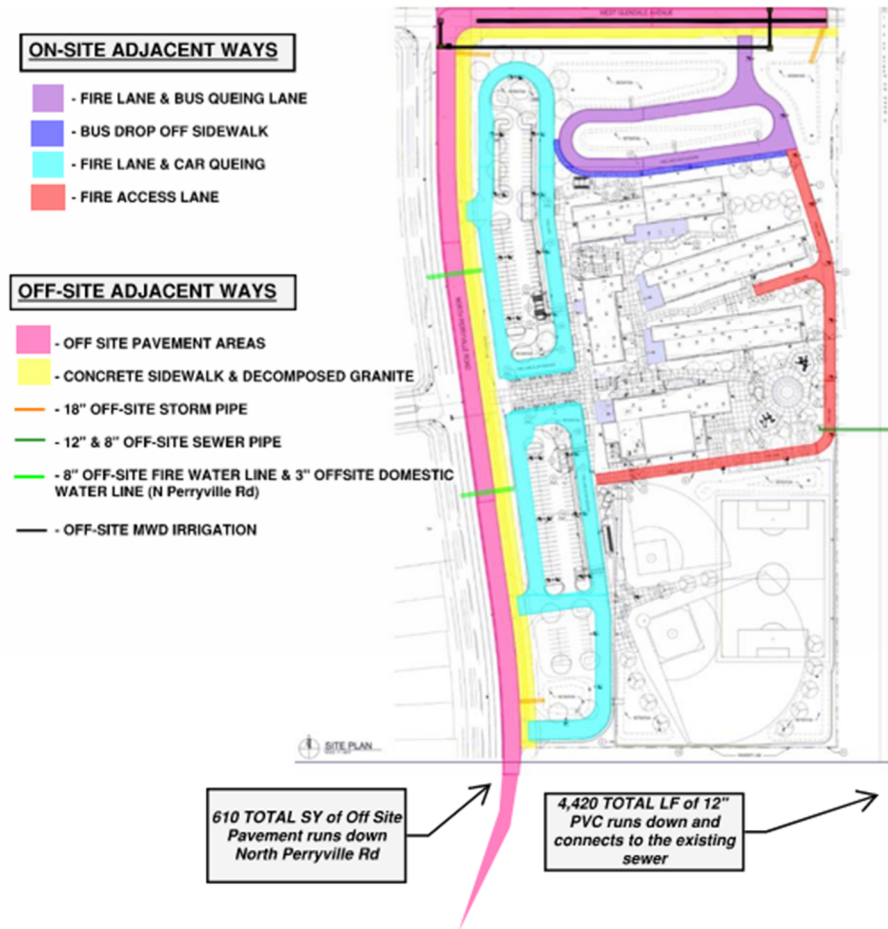 WEST GLENDALE AVENUE
ON-SITE ADJACENT WAYS
- FIRE LANE & BUS QUEING LANE
- BUS DROP OFF SIDEWALK
- FIRE LANE & CAR QUEING
- FIRE ACCESS LANE
OFF-SITE ADJACENT WAYS
- OFF SITE PAVEMENT AREAS
- CONCRETE SIDEWALK & DECOMPOSED GRANITE
- 18" OFF-SITE STORM PIPE
- 12" & 8" OFF-SITE SEWER PIPE
- 8" OFF-SITE FIRE WATER LINE & 3" OFFSITE DOMESTIC
WATER LINE (N Perryville Rd)
- OFF-SITE MWD IRRIGATION
NORTH PERRYVILLE ROAD
SITE PLAN
610 TOTAL SY of Off Site
Pavement runs down
North Perryville Rd
4,420 TOTAL LF of 12"
PVC runs down and
connects to the existing
sewer